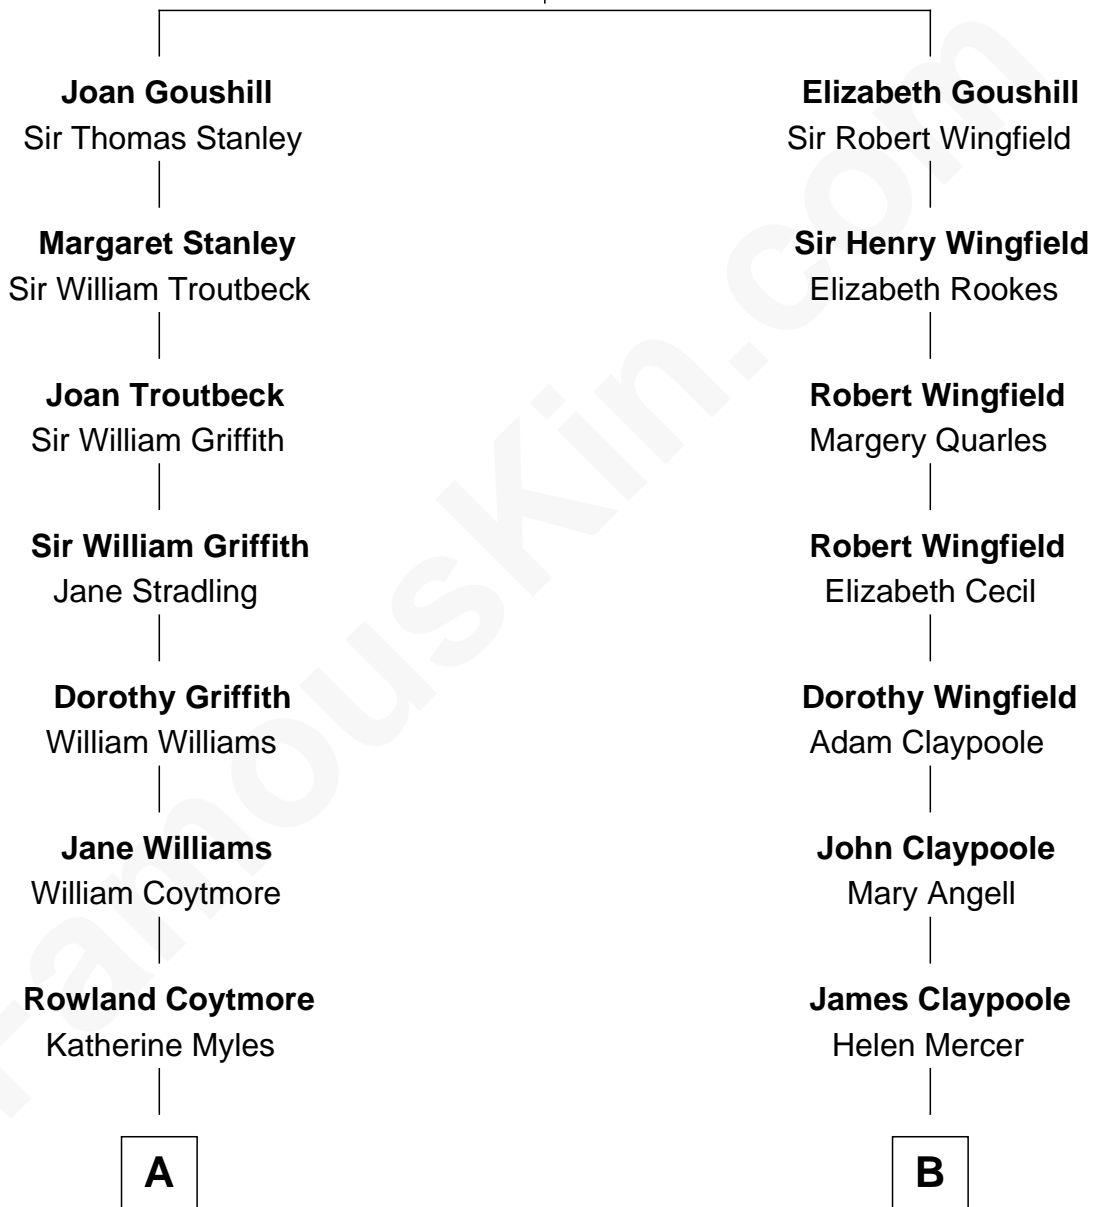 Joan Goushill
Sir Thomas Stanley
Margaret Stanley
Sir William Troutbeck
Joan Troutbeck
Sir William Griffith
Sir William Griffith
Jane Stradling
Dorothy Griffith
William Williams
Jane Williams
William Coytmore
Rowland Coytmore
Katherine Myles
A
Elizabeth Goushill
Sir Robert Wingfield
Sir Henry Wingfield
Elizabeth Rookes
Robert Wingfield
Margery Quarles
Robert Wingfield
Elizabeth Cecil
Dorothy Wingfield
Adam Claypoole
John Claypoole
Mary Angell
James Claypoole
Helen Mercer
B
FamousKin.com